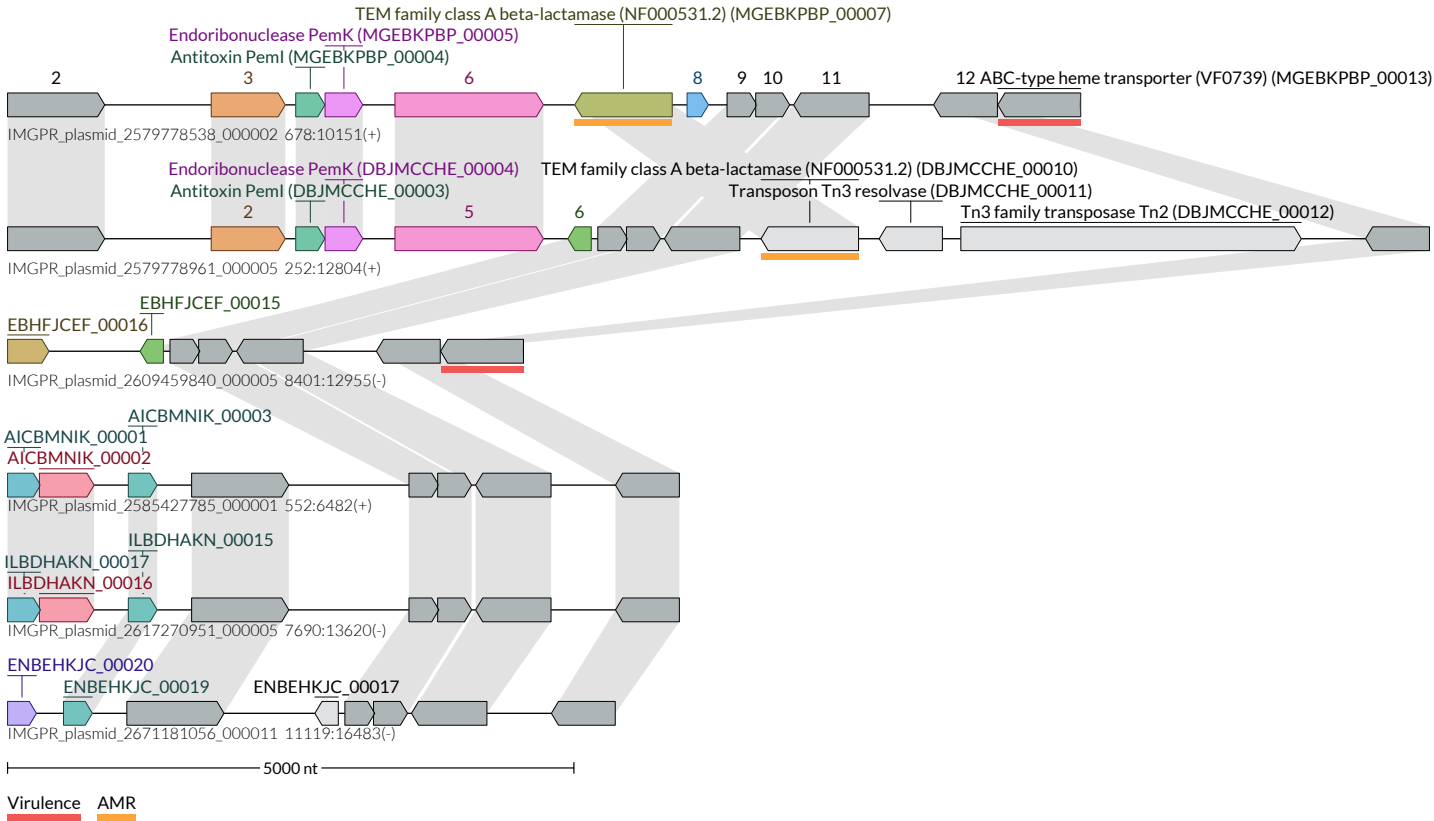 TEM family class A beta-lactamase (NF000531.2) (MGEBKPBP_00007)
Endoribonuclease PemK (MGEBKPBP_00005)
Antitoxin PemI (MGEBKPBP_00004)
2 3 6 8 9 10 11 12 ABC-type heme transporter (VF0739) (MGEBKPBP_00013)
IMGPR_plasmid_2579778538_000002 678:10151(+)
Endoribonuclease PemK (DBJMCCHE_00004) TEM family class A beta-lactamase (NF000531.2) (DBJMCCHE_00010)
Antitoxin PemI (DBJMCCHE_00003) Transposon Tn3 resolvase (DBJMCCHE_00011)
2 5 6 Tn3 family transposase Tn2 (DBJMCCHE_00012)
IMGPR_plasmid_2579778961_000005 252:12804(+)
EBHFJCEF_00015
EBHFJCEF_00016
IMGPR_plasmid_2609459840_000005 8401:12955(-)
AICBMNIK_00003
AICBMNIK_00001
AICBMNIK_00002
IMGPR_plasmid_2585427785_000001 552:6482(+)
ILBDHAKN_00015
ILBDHAKN_00017
ILBDHAKN_00016
IMGPR_plasmid_2617270951_000005 7690:13620(-)
ENBEHKJC_00020
ENBEHKJC_00019 ENBEHKJC_00017
IMGPR_plasmid_2671181056_000011 11119:16483(-)
5000 nt
Virulence AMR